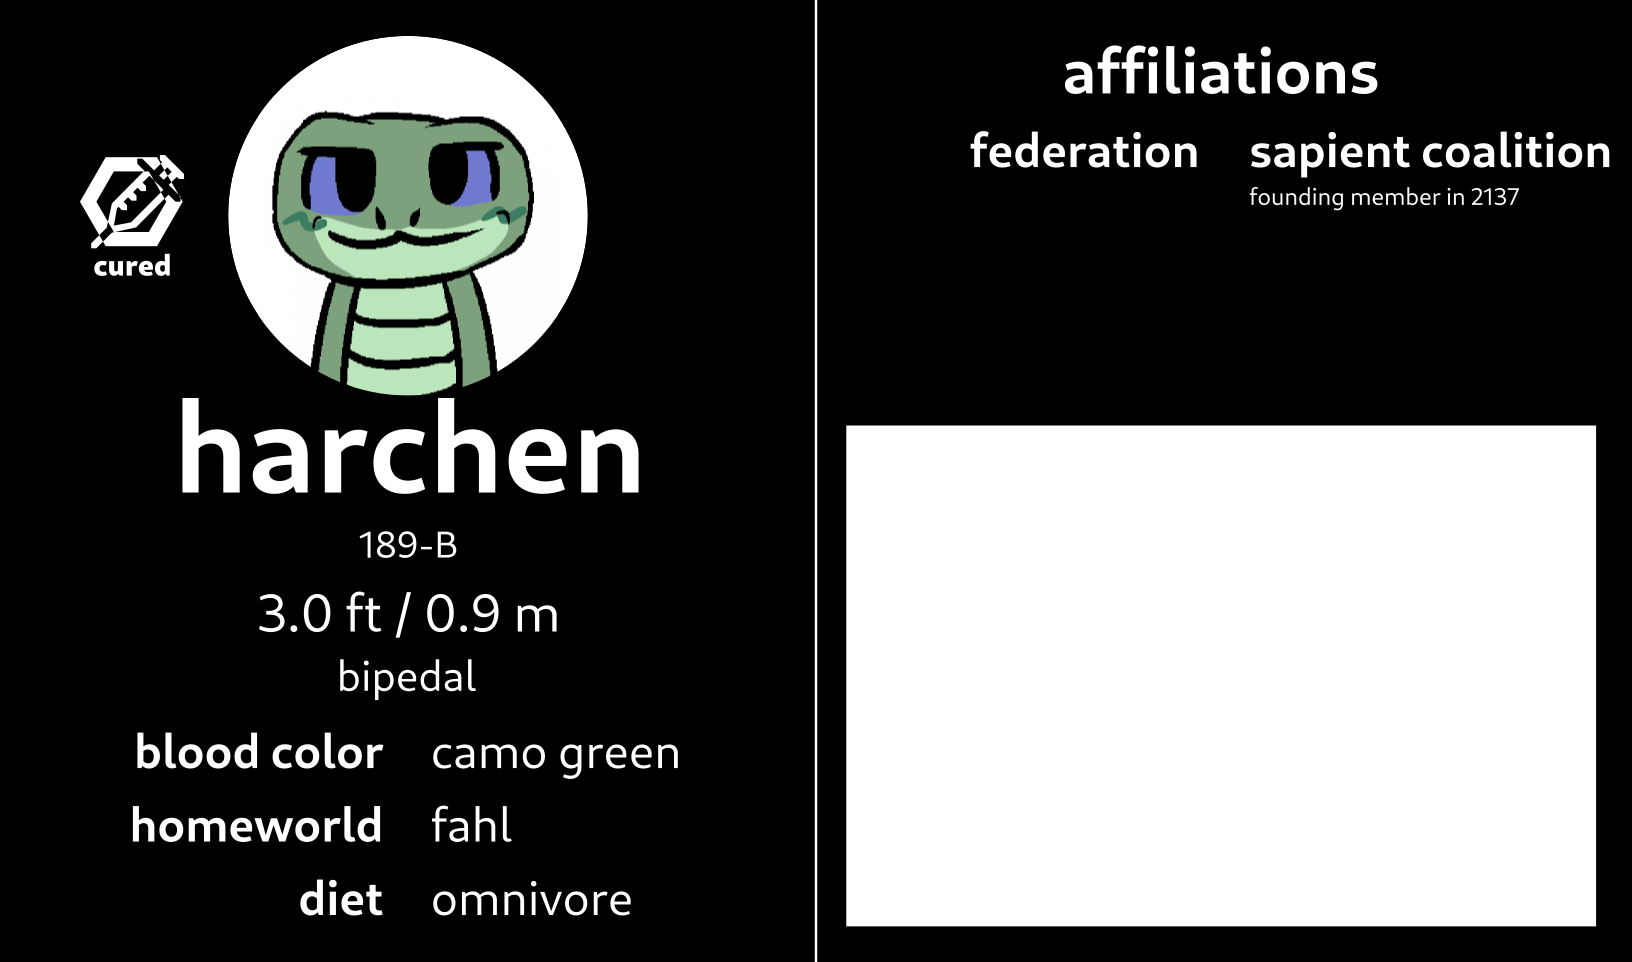 cured
harchen
189-B
3.0 ft / 0.9 m
bipedal
blood color camo green
homeworld fahl
diet omnivore
affiliations
federation sapient coalition
founding member in 2137